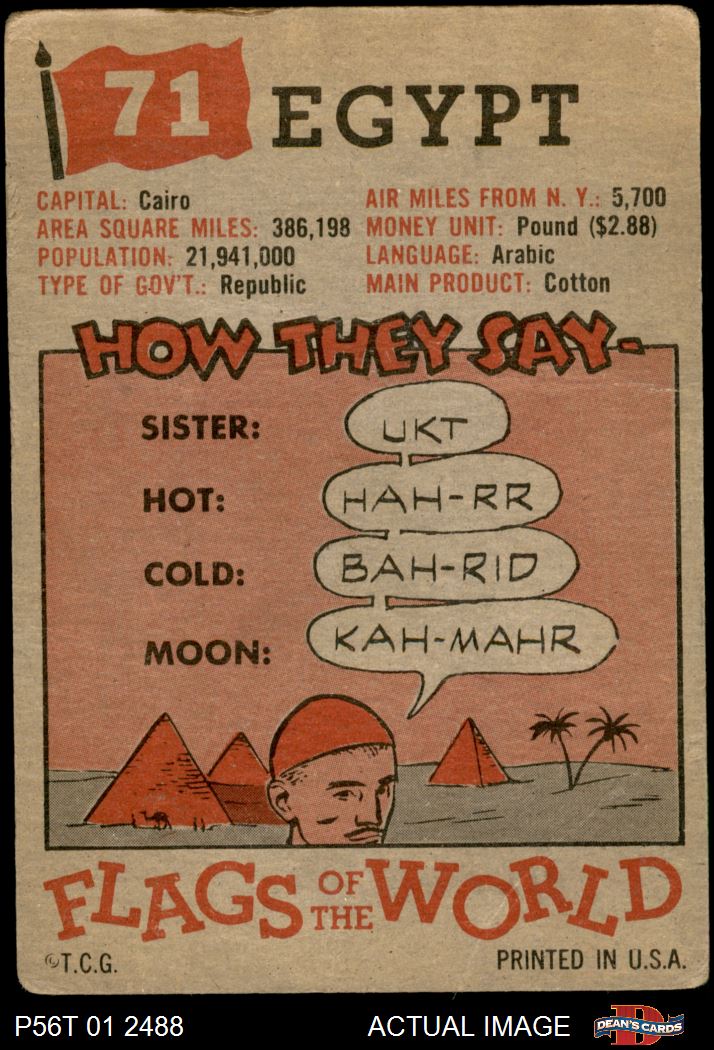 71 EGYPT
CAPITAL: Cairo
AREA SQUARE MILES: 386,198
POPULATION: 21,941,000
TYPE OF GOV'T.: Republic
AIR MILES FROM N. Y.: 5,700
MONEY UNIT: Pound ($2.88)
LANGUAGE: Arabic
MAIN PRODUCT: Cotton
HOW THEY SAY-
SISTER: UKT
HOT: HAH-RR
COLD: BAH-RID
MOON: KAH-MAHR
FLAGS OF THE WORLD
©T.C.G. PRINTED IN U.S.A.
P56T 01 2488 ACTUAL IMAGE D DEAN'S CARDS